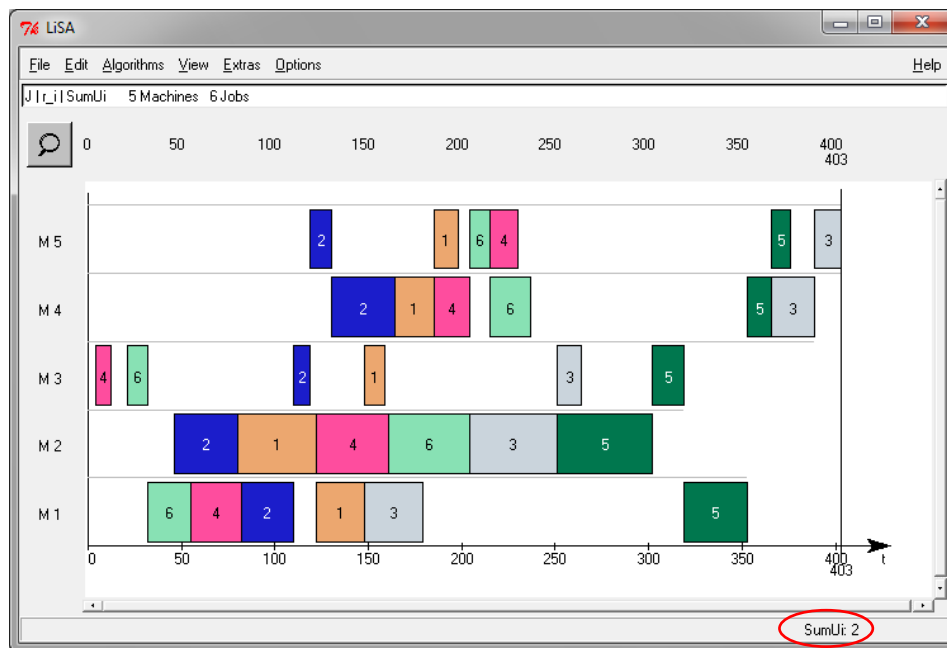 LiSA
File Edit Algorithms View Extras Options Help
J | r_i | SumUi 5 Machines 6 Jobs
0 50 100 150 200 250 300 350 400
403
M 5 2 1 6 4 5 3
M 4 2 1 4 6 5 3
M 3 4 6 2 1 3 5
M 2 2 1 4 6 3 5
M 1 6 4 2 1 3 5
0 50 100 150 200 250 300 350 400 t
403
SumUi: 2